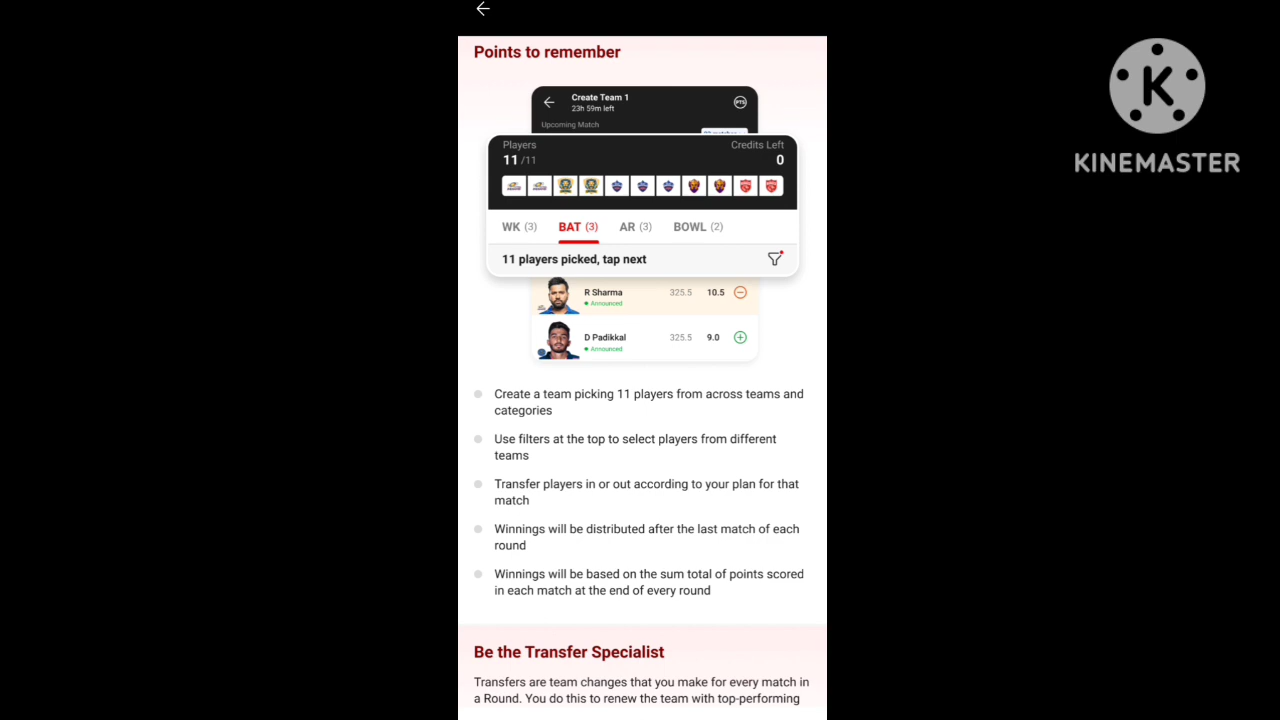 Points to remember
Create Team 1
23h 59m left
PTS
Upcoming Match
Players
Credits Left
11 /11
0
WK (3) BAT (3) AR (3) BOWL (2)
11 players picked, tap next
R Sharma 325.5 10.5
Announced
D Padikkal 325.5 9.0
Announced
Create a team picking 11 players from across teams and
categories
Use filters at the top to select players from different
teams
Transfer players in or out according to your plan for that
match
Winnings will be distributed after the last match of each
round
Winnings will be based on the sum total of points scored
in each match at the end of every round
Be the Transfer Specialist
Transfers are team changes that you make for every match in
a Round. You do this to renew the team with top-performing
K
KINEMASTER